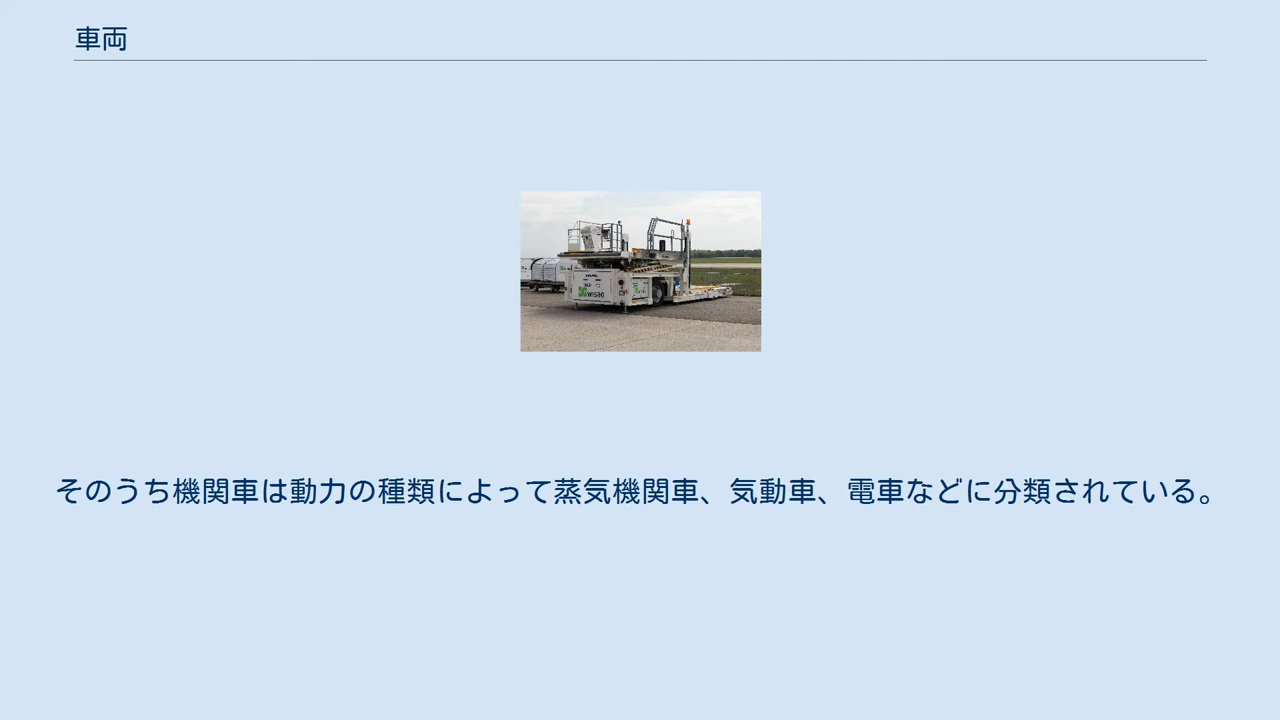 車両
wisag
そのうち機関車は動力の種類によって蒸気機関車、気動車、電車などに分類されている。